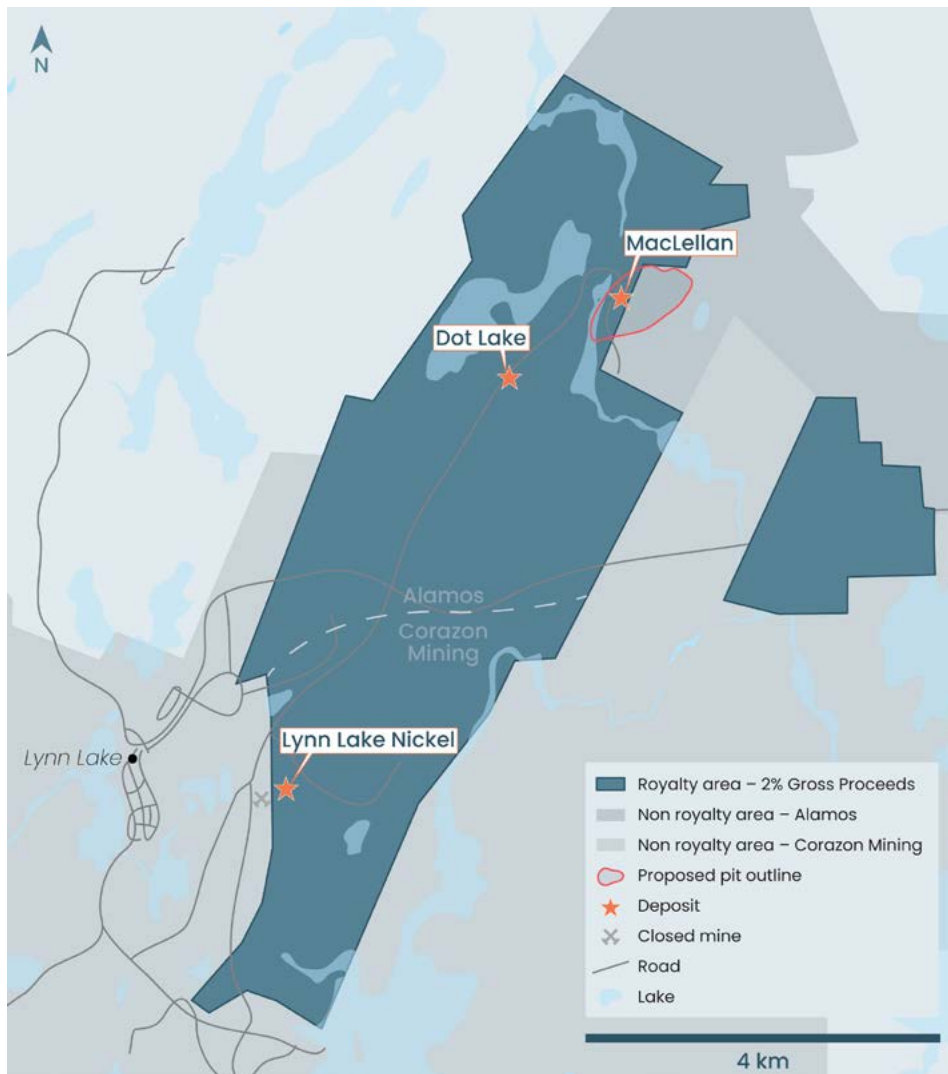 N
MacLellan
Dot Lake
Alamos
Corazon
Mining
Lynn Lake Nickel
Lynn Lake
Royalty area – 2% Gross Proceeds
Non royalty area – Alamos
Non royalty area – Corazon Mining
Proposed pit outline
Deposit
Closed mine
Road
Lake
4 km